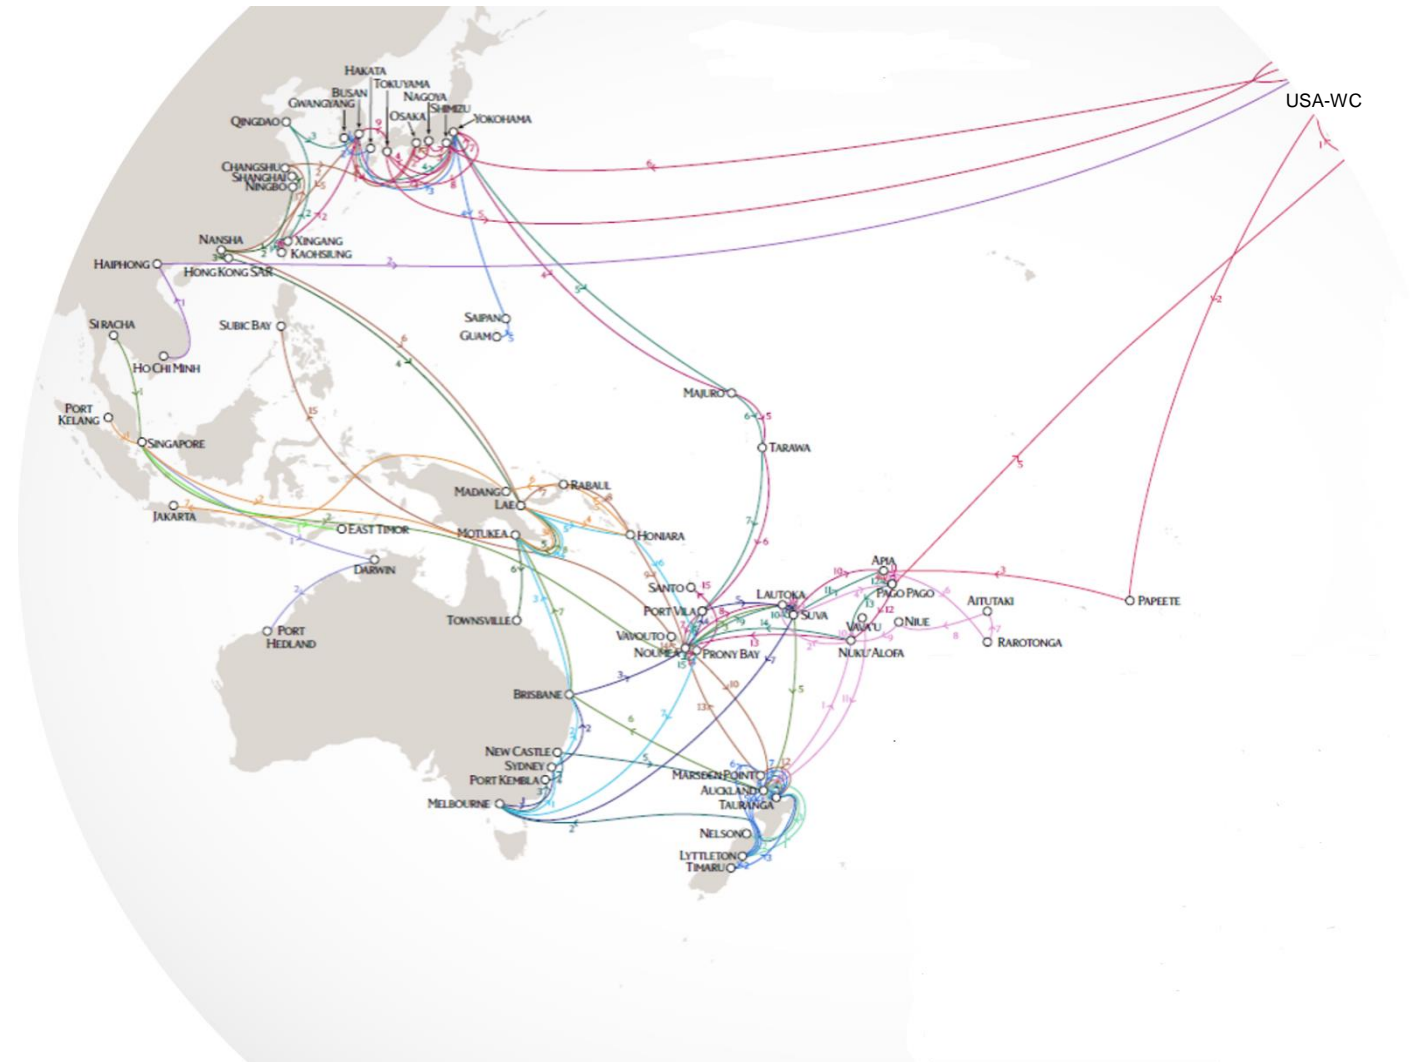 HAKATA
TOKUYAMA
BUSAN
NAGOYA
GWANGYANG
SHIMIZU
OSAKA
YOKOHAMA
QINGDAO
USA-WC
CHANGSHU
SHANGHAI
NINGBO
NANSHA
XINGANG
KAOHSIUNG
HAIPHONG
HONG KONG SAR
SI RACHA
SUBIC BAY
SAIPAN
GUAM
HO CHI MINH
MAJURO
PORT
KELANG
SINGAPORE
TARAWA
MADANG
RABAUL
LAE
JAKARTA
EAST TIMOR
MOTUKEA
HONIARA
DARWIN
APIA
SANTO
PAGO PAGO
LAUTOKA
AITUTAKI
PAPEETE
PORT VILA
SUVA
TOWNSVILLE
VAVA'U
NIUE
PORT
HEDLAND
VAVOUTO
RAROTONGA
NOUMEA
PRONY BAY
NUKU'ALOFA
BRISBANE
NEW CASTLE
SYDNEY
MARSDEN POINT
PORT KEMBLA
AUCKLAND
MELBOURNE
TAURANGA
NELSON
LYTTLETON
TIMARU